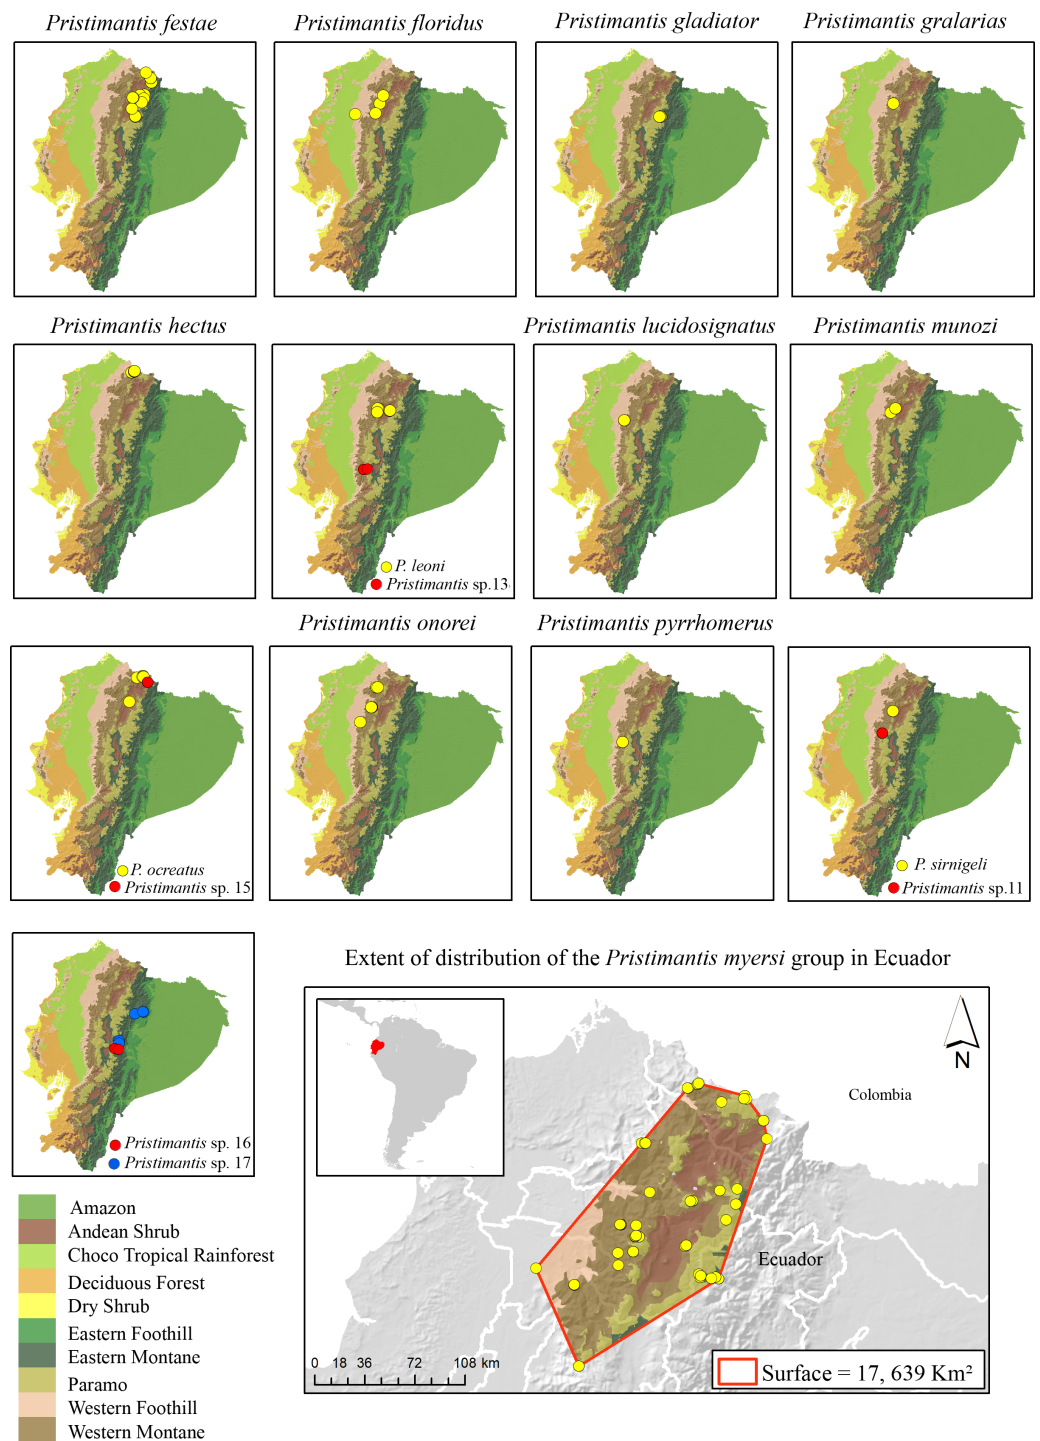 Pristimantis festae
Pristimantis floridus
Pristimantis gladiator
Pristimantis gralarias
Pristimantis hectus
Pristimantis lucidosignatus
Pristimantis munozi
P. leoni
Pristimantis sp.13
Pristimantis onorei
Pristimantis pyrrhomerus
P. ocreatus
Pristimantis sp. 15
P. sirnigeli
Pristimantis sp.11
Pristimantis sp. 16
Pristimantis sp. 17
Amazon
Andean Shrub
Choco Tropical Rainforest
Deciduous Forest
Dry Shrub
Eastern Foothill
Eastern Montane
Paramo
Western Foothill
Western Montane
Extent of distribution of the Pristimantis myersi group in Ecuador
N
Colombia
Ecuador
0 18 36 72 108 km
Surface = 17, 639 Km²